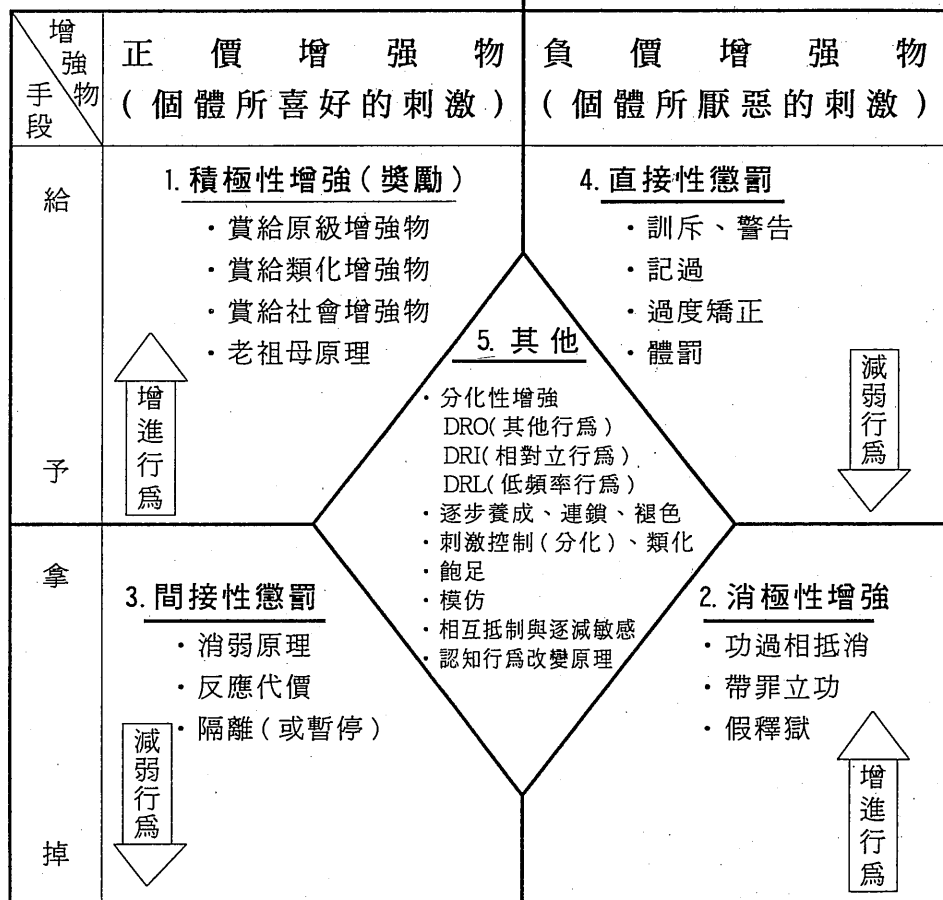 增強物
手段
正價增强物
(個體所喜好的刺激)
負價增强物
(個體所厭惡的刺激)
給予
1. 積極性增強(獎勵)
・賞給原級增強物
・賞給類化增強物
・賞給社會增強物
・老祖母原理
增進行爲
4. 直接性懲罰
・訓斥、警告
・記過
・過度矯正
・體罰
減弱行爲
5. 其他
・分化性增強
DRO(其他行爲)
DRI(相對立行爲)
DRL(低頻率行爲)
・逐步養成、連鎖、褪色
・刺激控制(分化)、類化
・飽足
・模仿
・相互抵制與逐減敏感
・認知行爲改變原理
拿掉
3. 間接性懲罰
・消弱原理
・反應代價
・隔離(或暫停)
減弱行爲
2. 消極性增強
・功過相抵消
・帶罪立功
・假釋獄
增進行爲